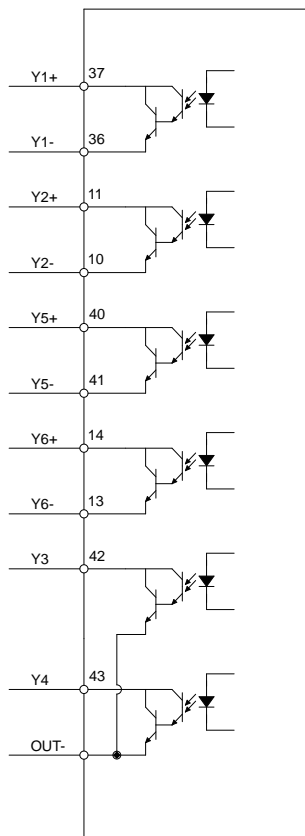 Y1+ 37
Y1- 36
Y2+ 11
Y2- 10
Y5+ 40
Y5- 41
Y6+ 14
Y6- 13
Y3 42
Y4 43
OUT-